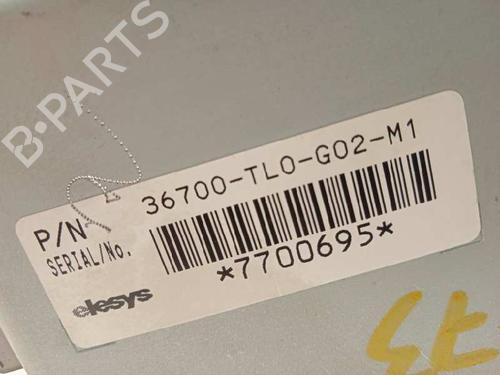 B·PARTS
P/N 36700-TL0-G02-M1
SERIAL/No.
*7700695*
elesys